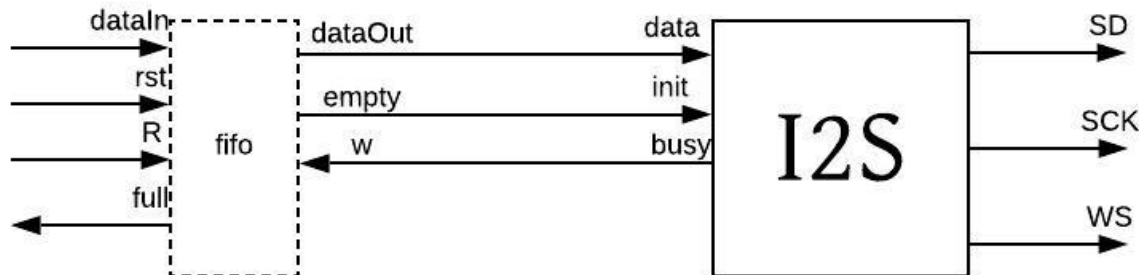 dataIn
rst
R
full
fifo
dataOut
empty
w
data
init
busy
I2S
SD
SCK
WS